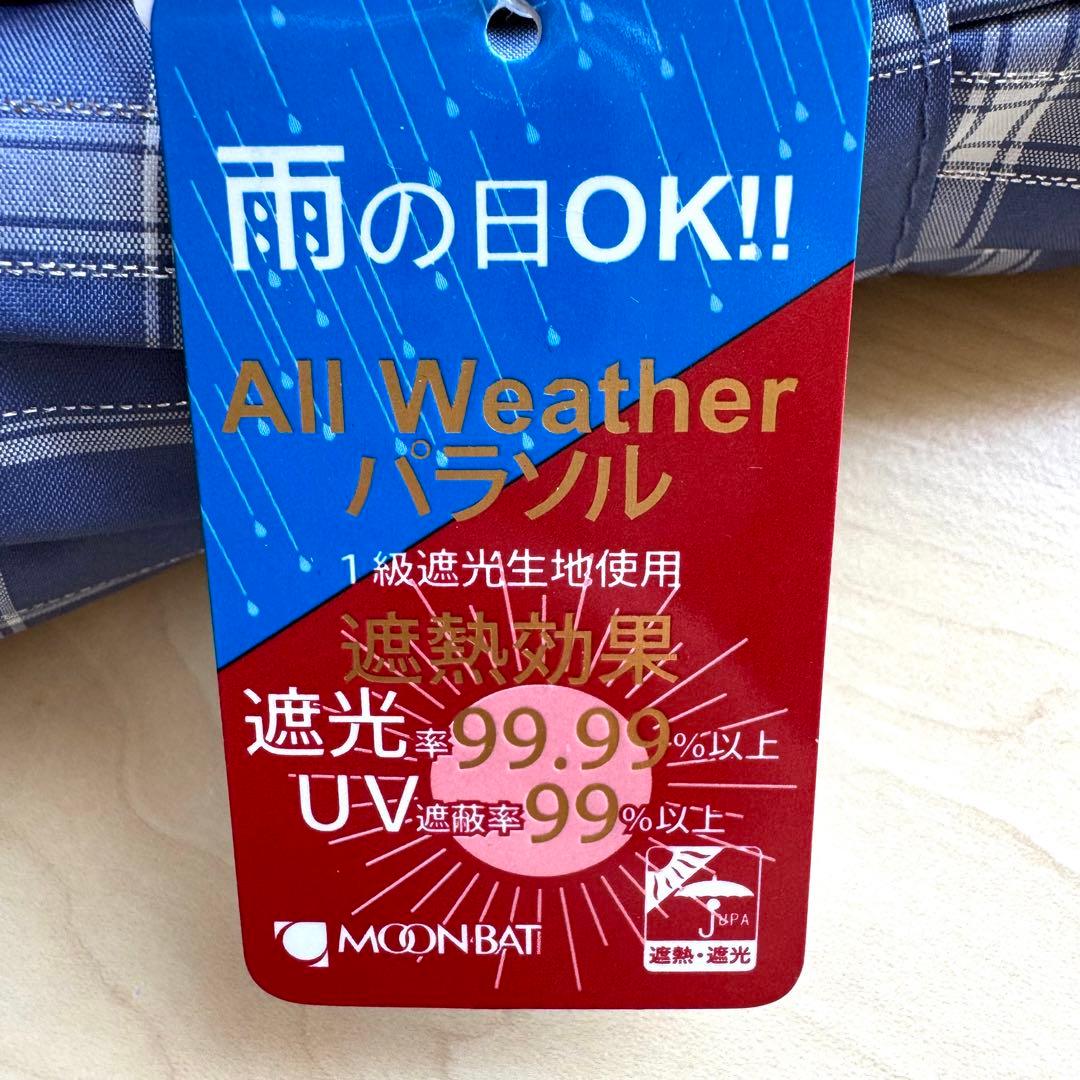 雨の日OK!!
All Weather
パラソル
1級遮光生地使用
遮熱効果
遮光率99.99%以上
UV遮蔽率99%以上
MOONBAT
JUPA
遮熱・遮光